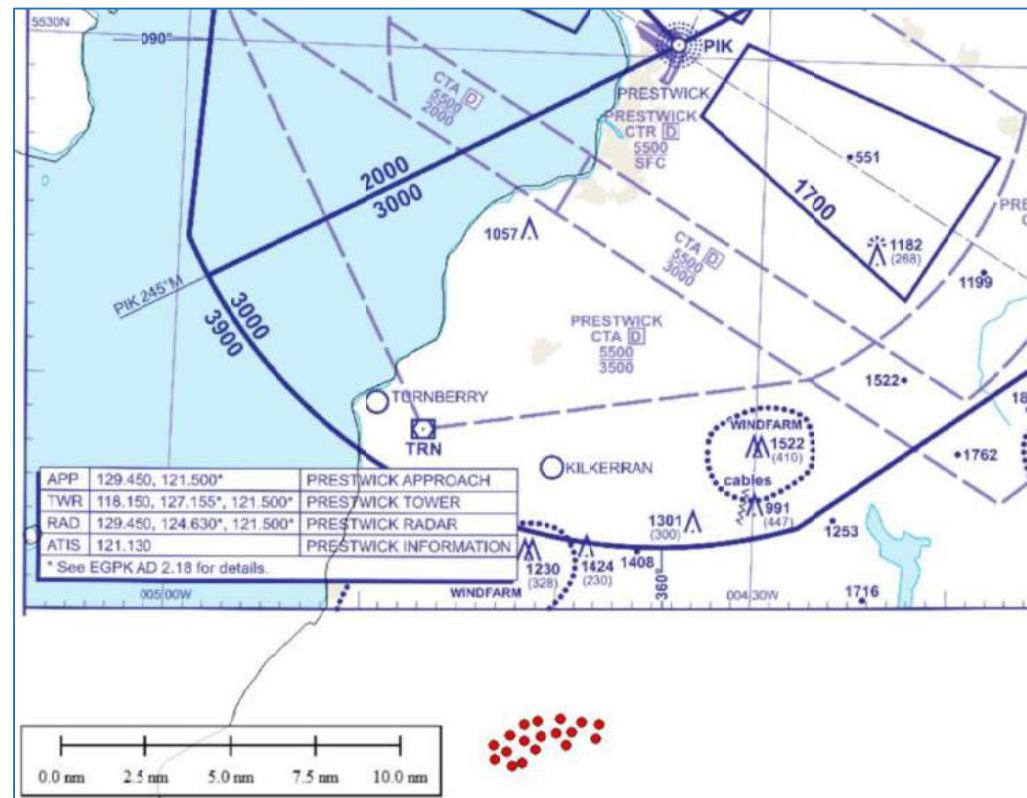 5530N
090°
PIK
CTA D
5500
2000
PRESTWICK
PRESTWICK
CTR D
5500
SFC
2000
3000
551
1700
1057
1182
(268)
CTA D
5500
3000
1199
PIK 245°M
3000
3900
PRESTWICK
CTA D
5500
3500
1522
TURNBERRY
TRN
WINDFARM
1522
(410)
1762
KILKERRAN
cables
991
(447)
APP 129.450, 121.500* PRESTWICK APPROACH
TWR 118.150, 127.155*, 121.500* PRESTWICK TOWER
RAD 129.450, 124.630*, 121.500* PRESTWICK RADAR
ATIS 121.130 PRESTWICK INFORMATION
* See EGPK AD 2.18 for details.
1301
(300)
1253
1230
(328)
1424
(230)
1408
WINDFARM
360°
005 00W
004 30W
1716
0.0 nm 2.5 nm 5.0 nm 7.5 nm 10.0 nm